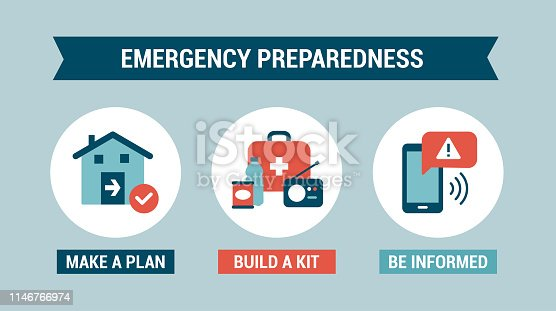 EMERGENCY PREPAREDNESS
iStock
Credit: elenabs
MAKE A PLAN
BUILD A KIT
BE INFORMED
1146766974